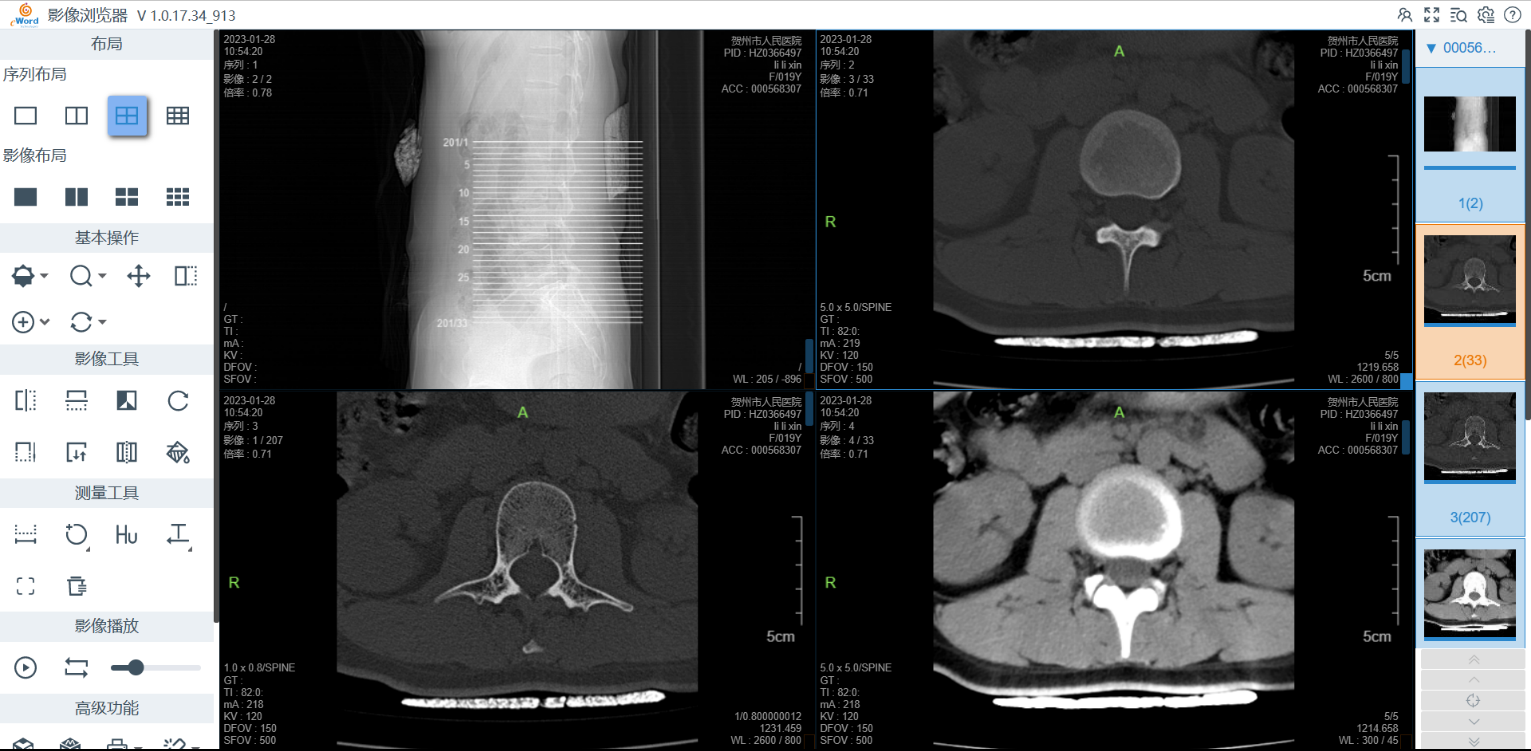 eWord 影像浏览器 V 1.0.17.34_913
布局
序列布局
影像布局
基本操作
影像工具
测量工具
Hu
影像播放
高级功能
2023-01-28
10:54:20
序列 : 1
影像 : 2 / 2
倍率 : 0.78
贺州市人民医院
PID : HZ0366497
li li xin
F/019Y
ACC : 000568307
201/1
5
10
15
20
25
201/33
/
GT :
TI :
mA :
KV :
DFOV :
SFOV :
/
WL : 205 / -896
2023-01-28
10:54:20
序列 : 2
影像 : 3 / 33
倍率 : 0.71
A
贺州市人民医院
PID : HZ0366497
li li xin
F/019Y
ACC : 000568307
R
5cm
5.0 x 5.0/SPINE
GT :
TI : 82:0:
mA : 219
KV : 120
DFOV : 150
SFOV : 500
5/5
1219.658
WL : 2600 / 800
2023-01-28
10:54:20
序列 : 3
影像 : 1 / 207
倍率 : 0.71
A
贺州市人民医院
PID : HZ0366497
li li xin
F/019Y
ACC : 000568307
R
5cm
1.0 x 0.8/SPINE
GT :
TI : 82:0:
mA : 218
KV : 120
DFOV : 150
SFOV : 500
1/0.800000012
1231.459
WL : 2600 / 800
2023-01-28
10:54:20
序列 : 4
影像 : 4 / 33
倍率 : 0.71
A
贺州市人民医院
PID : HZ0366497
li li xin
F/019Y
ACC : 000568307
R
5cm
5.0 x 5.0/SPINE
GT :
TI : 82:0:
mA : 218
KV : 120
DFOV : 150
SFOV : 500
5/5
1214.658
WL : 300 / 45
00056...
1(2)
2(33)
3(207)